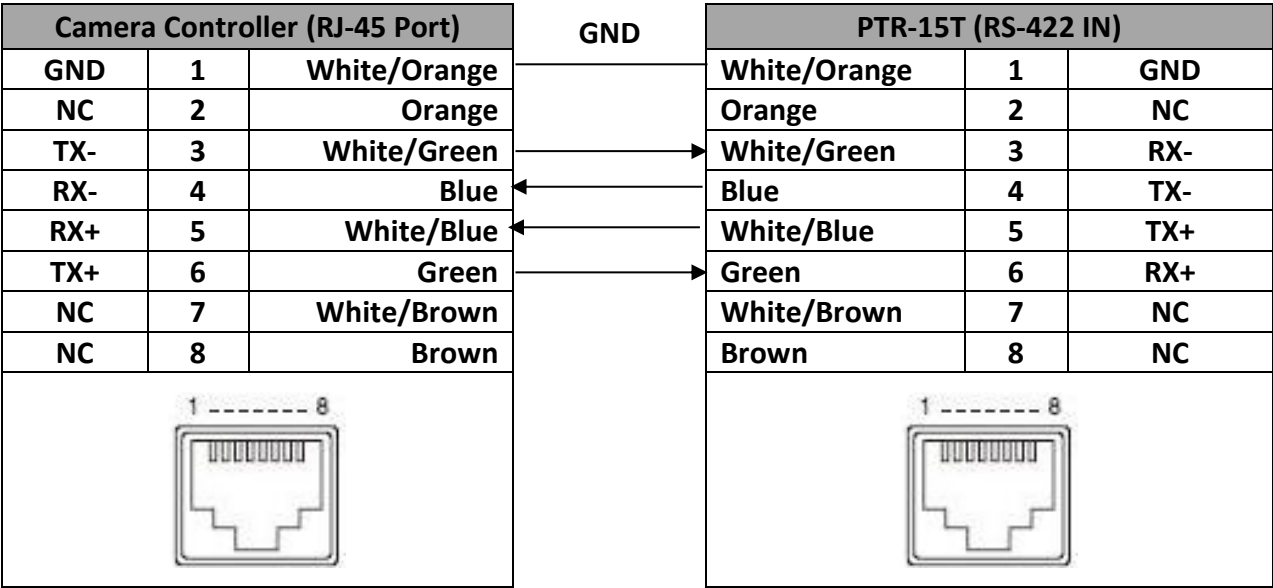 Camera Controller (RJ-45 Port) GND PTR-15T (RS-422 IN)
GND 1 White/Orange White/Orange 1 GND
NC 2 Orange Orange 2 NC
TX- 3 White/Green White/Green 3 RX-
RX- 4 Blue Blue 4 TX-
RX+ 5 White/Blue White/Blue 5 TX+
TX+ 6 Green Green 6 RX+
NC 7 White/Brown White/Brown 7 NC
NC 8 Brown Brown 8 NC
1 -------- 8 1 -------- 8